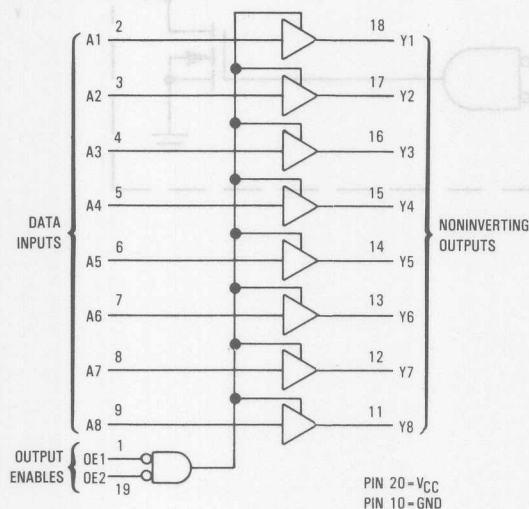 A1 2 18 Y1
A2 3 17 Y2
A3 4 16 Y3
A4 5 15 Y4
DATA INPUTS
NONINVERTING OUTPUTS
A5 6 14 Y5
A6 7 13 Y6
A7 8 12 Y7
A8 9 11 Y8
OUTPUT ENABLES
OE1 1
OE2 19
PIN 20 = VCC
PIN 10 = GND